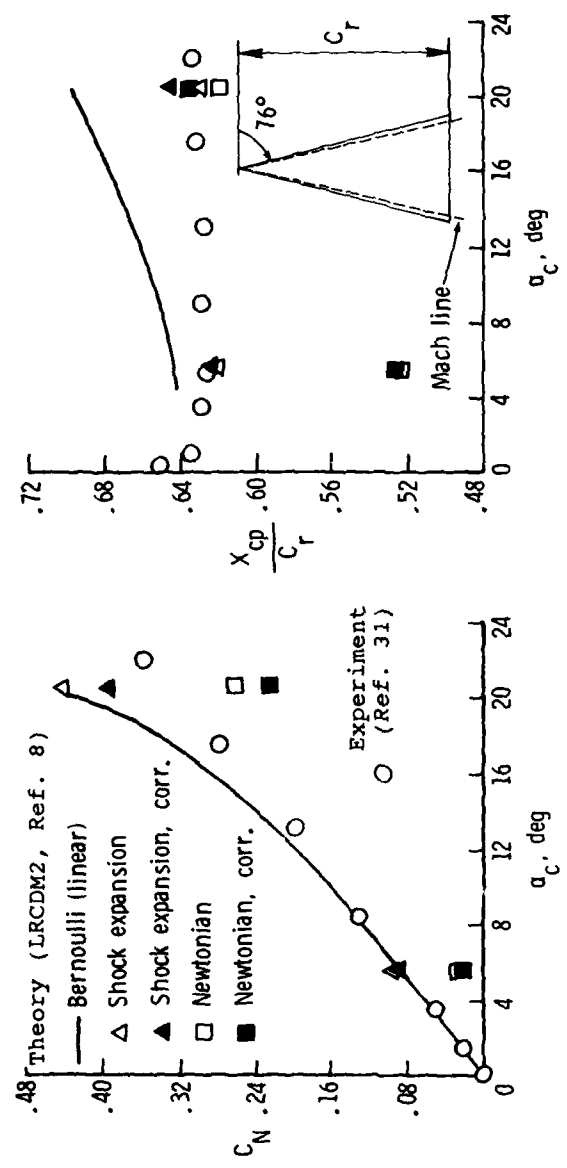 .48
.40
.32
.24
.16
.08
C_N
Theory (LRCDM2, Ref. 8)
Bernoulli (linear)
Shock expansion
Shock expansion, corr.
Newtonian
Newtonian, corr.
Experiment
(Ref. 31)
0 4 8 12 16 20 24
α_c, deg
.72
.68
.64
.60
.56
.52
.48
X_cp
C_r
76°
C_r
Mach line
0 4 8 12 16 20 24
α_c, deg